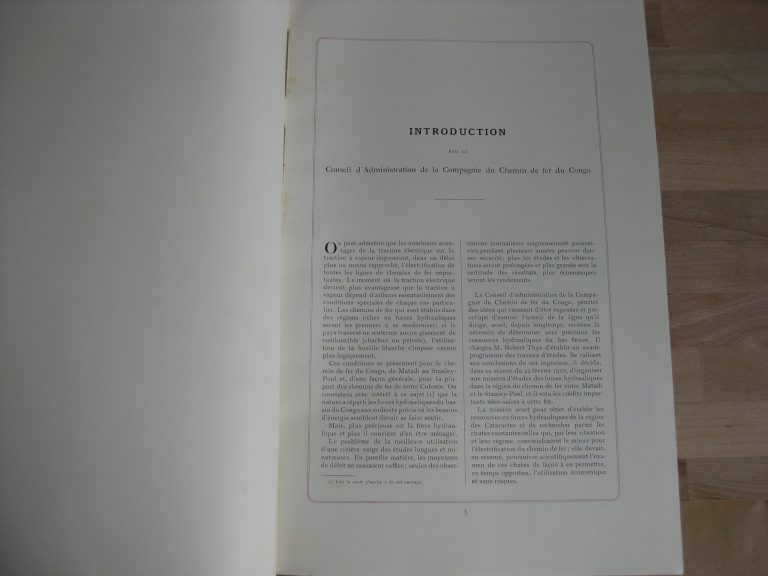 INTRODUCTION
PAR LE
Conseil d'Administration de la Compagnie du Chemin de fer du Congo
On peut admettre que les nombreux avan-
tages de la traction électrique sur la
traction à vapeur imposeront, dans un délai
plus ou moins rapproché, l'électrification de
toutes les lignes de chemins de fer impor-
tantes. Le moment où la traction électrique
devient plus avantageuse que la traction à
vapeur dépend d'ailleurs essentiellement des
conditions spéciales de chaque cas particu-
lier. Les chemins de fer qui sont établis dans
des régions riches en forces hydrauliques
seront les premiers à se moderniser; si le
pays traversé ne renferme aucun gisement de
combustible (charbon ou pétrole), l'utilisa-
tion de la houille blanche s'impose encore
plus logiquement.
Ces conditions se présentent pour le che-
min de fer du Congo, de Matadi au Stanley-
Pool et, d'une façon générale, pour la plu-
part des chemins de fer de notre Colonie. On
constatera avec intérêt à ce sujet (1) que la
nature a réparti les forces hydrauliques du bas-
sin du Congo aux endroits précis où les besoins
d'énergie semblent devoir se faire sentir.
Mais, plus précieuse est la force hydrau-
lique et plus il convient d'en être ménager.
Le problème de la meilleure utilisation
d'une rivière exige des études longues et mi-
nutieuses. En pareille matière, les moyennes
de débit ne sauraient suffire; seules des obser-
(1) Voir la carte planche 1 de cet ouvrage.
vations journalières soigneusement poursui-
vies pendant plusieurs années peuvent don-
ner sécurité; plus les études et les observa-
tions seront prolongées et plus grande sera la
certitude des résultats, plus économiques
seront les rendements.
Le Conseil d'administration de la Compa-
gnie du Chemin de fer du Congo, pénétré
des idées qui viennent d'être exposées et pré-
occupé d'assurer l'avenir de la ligne qu'il
dirige, avait, depuis longtemps, reconnu la
nécessité de déterminer avec précision les
ressources hydrauliques du bas fleuve. Il
chargea M. Robert Thys d'établir un avant-
programme des travaux d'études. Se ralliant
aux conclusions de cet ingénieur, il décida,
dans sa séance du 22 février 1910, d'organiser
une mission d'études des forces hydrauliques
dans la région du chemin de fer entre Matadi
et le Stanley-Pool, et il vota les crédits impor-
tants nécessaires à cette fin.
La mission avait pour objet d'établir les
ressources en forces hydrauliques de la région
des Cataractes et de rechercher parmi les
chutes existantes celles qui, par leur situation
et leur régime, conviendraient le mieux pour
l'électrification du chemin de fer; elle devait,
en résumé, poursuivre scientifiquement l'exa-
men de ces chutes de façon à en permettre,
en temps opportun, l'utilisation économique
et sans risques.
5